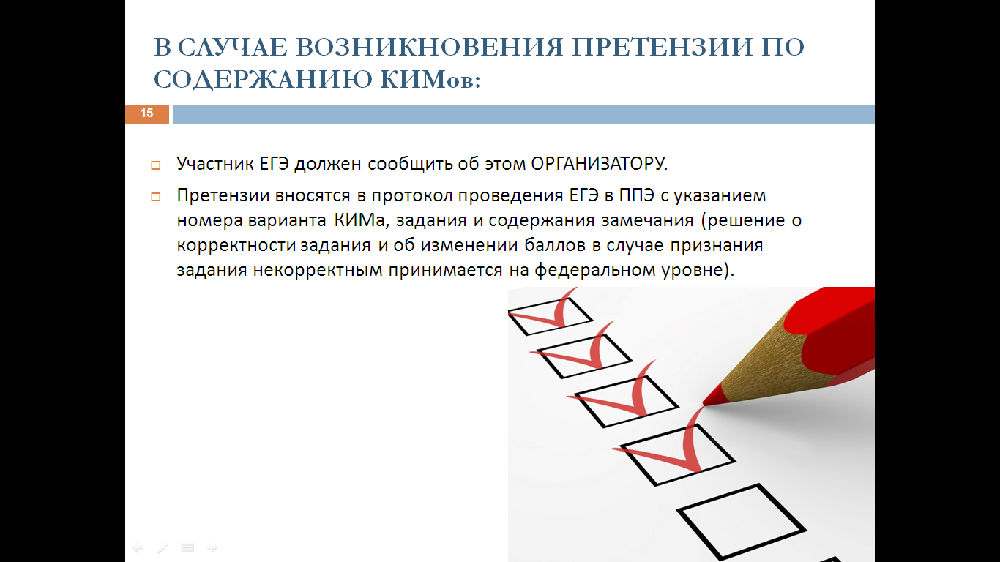 В СЛУЧАЕ ВОЗНИКНОВЕНИЯ ПРЕТЕНЗИИ ПО
СОДЕРЖАНИЮ КИМов:
15
Участник ЕГЭ должен сообщить об этом ОРГАНИЗАТОРУ.
Претензии вносятся в протокол проведения ЕГЭ в ППЭ с указанием
номера варианта КИМа, задания и содержания замечания (решение о
корректности задания и об изменении баллов в случае признания
задания некорректным принимается на федеральном уровне).